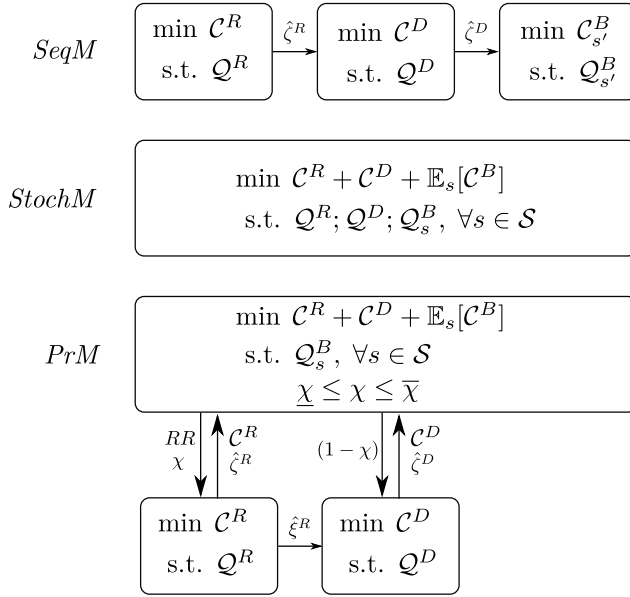 SeqM
min 𝒞^R
s.t. 𝒬^R
ζ̂^R
min 𝒞^D
s.t. 𝒬^D
ζ̂^D
min 𝒞^B_{s′}
s.t. 𝒬^B_{s′}
StochM
min 𝒞^R + 𝒞^D + 𝔼_s[𝒞^B]
s.t. 𝒬^R; 𝒬^D; 𝒬^B_s, ∀s ∈ 𝒮
PrM
min 𝒞^R + 𝒞^D + 𝔼_s[𝒞^B]
s.t. 𝒬^B_s, ∀s ∈ 𝒮
χ̲ ≤ χ ≤ χ̅
RR
χ
𝒞^R
ζ̂^R
(1 − χ)
𝒞^D
ζ̂^D
min 𝒞^R
s.t. 𝒬^R
ξ̂^R
min 𝒞^D
s.t. 𝒬^D